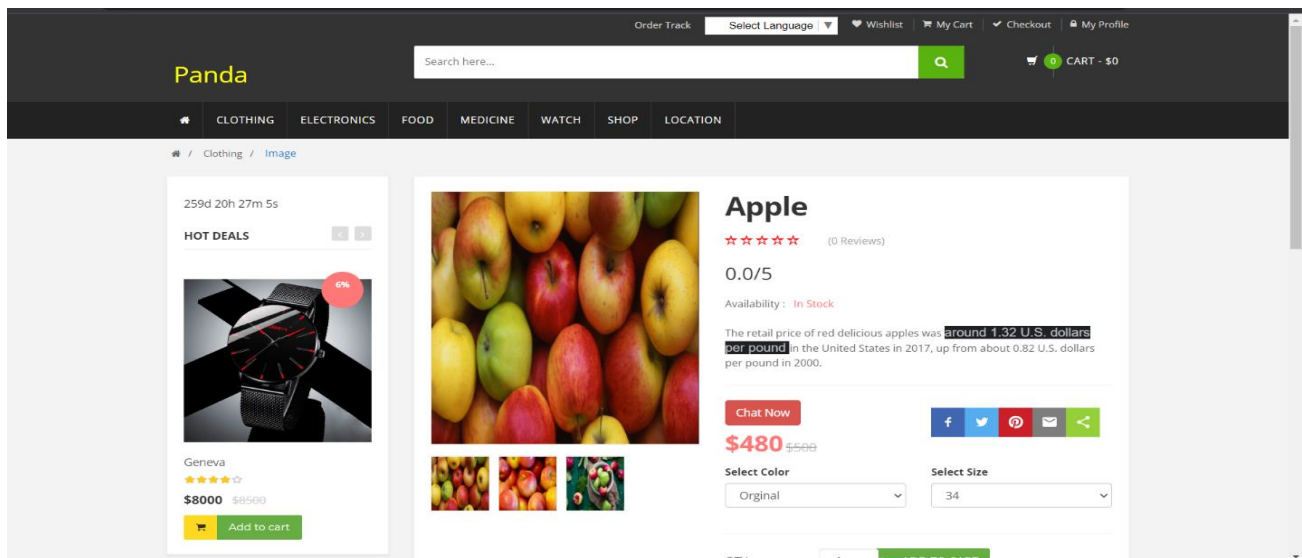 Order Track Select Language ▼ Wishlist My Cart Checkout My Profile
Panda
Search here...
0 CART - $0
CLOTHING ELECTRONICS FOOD MEDICINE WATCH SHOP LOCATION
/ Clothing / Image
259d 20h 27m 5s
HOT DEALS
6%
Geneva
$8000 $8500
Add to cart
Apple
(0 Reviews)
0.0/5
Availability : In Stock
The retail price of red delicious apples was around 1.32 U.S. dollars
per pound in the United States in 2017, up from about 0.82 U.S. dollars
per pound in 2000.
Chat Now
$480 $500
Select Color Select Size
Orginal 34